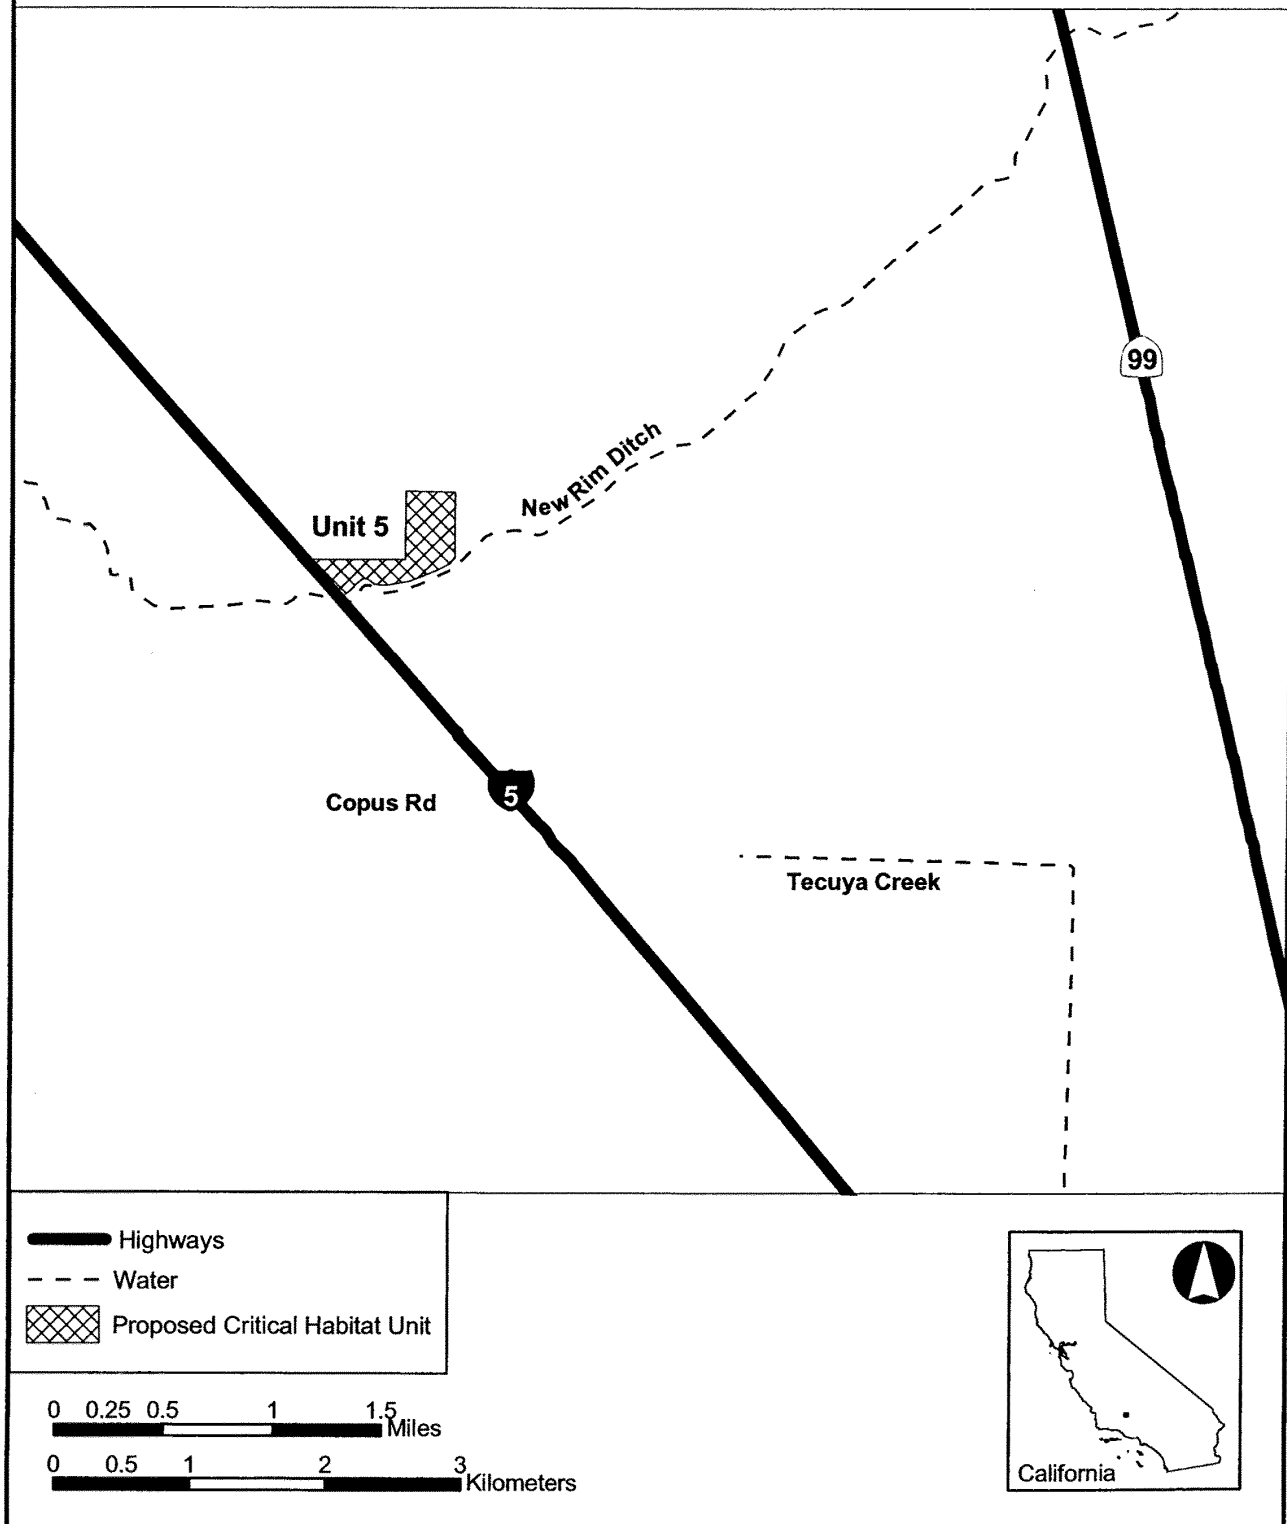 99
New Rim Ditch
Unit 5
5
Copus Rd
Tecuya Creek
Highways
Water
Proposed Critical Habitat Unit
0 0.25 0.5 1 1.5 Miles
0 0.5 1 2 3 Kilometers
California